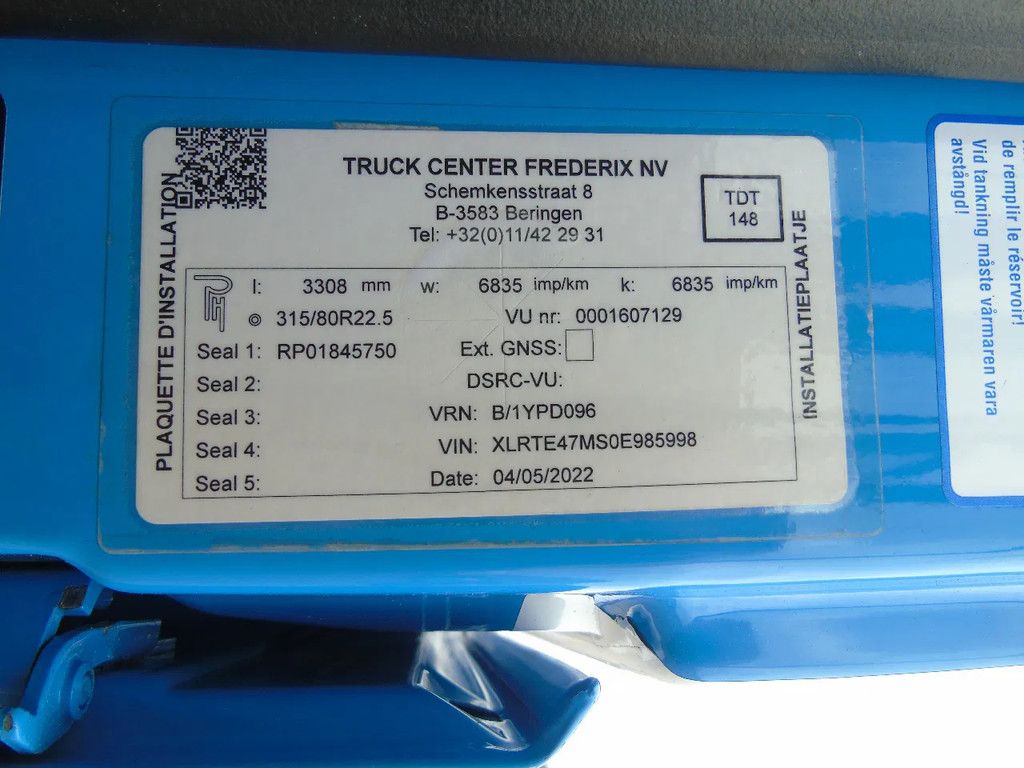 TRUCK CENTER FREDERIX NV
Schemkensstraat 8
B-3583 Beringen
Tel: +32(0)11/42 29 31
TDT
148
PLAQUETTE D'INSTALLATION
l: 3308 mm w: 6835 imp/km k: 6835 imp/km
315/80R22.5 VU nr: 0001607129
Seal 1: RP01845750 Ext. GNSS:
Seal 2: DSRC-VU:
Seal 3: VRN: B/1YPD096
Seal 4: VIN: XLRTE47MS0E985998
Seal 5: Date: 04/05/2022
INSTALLATIEPLAATJE
de remplir le réservoir!
Vid tankning måste värmaren vara
avstängd!